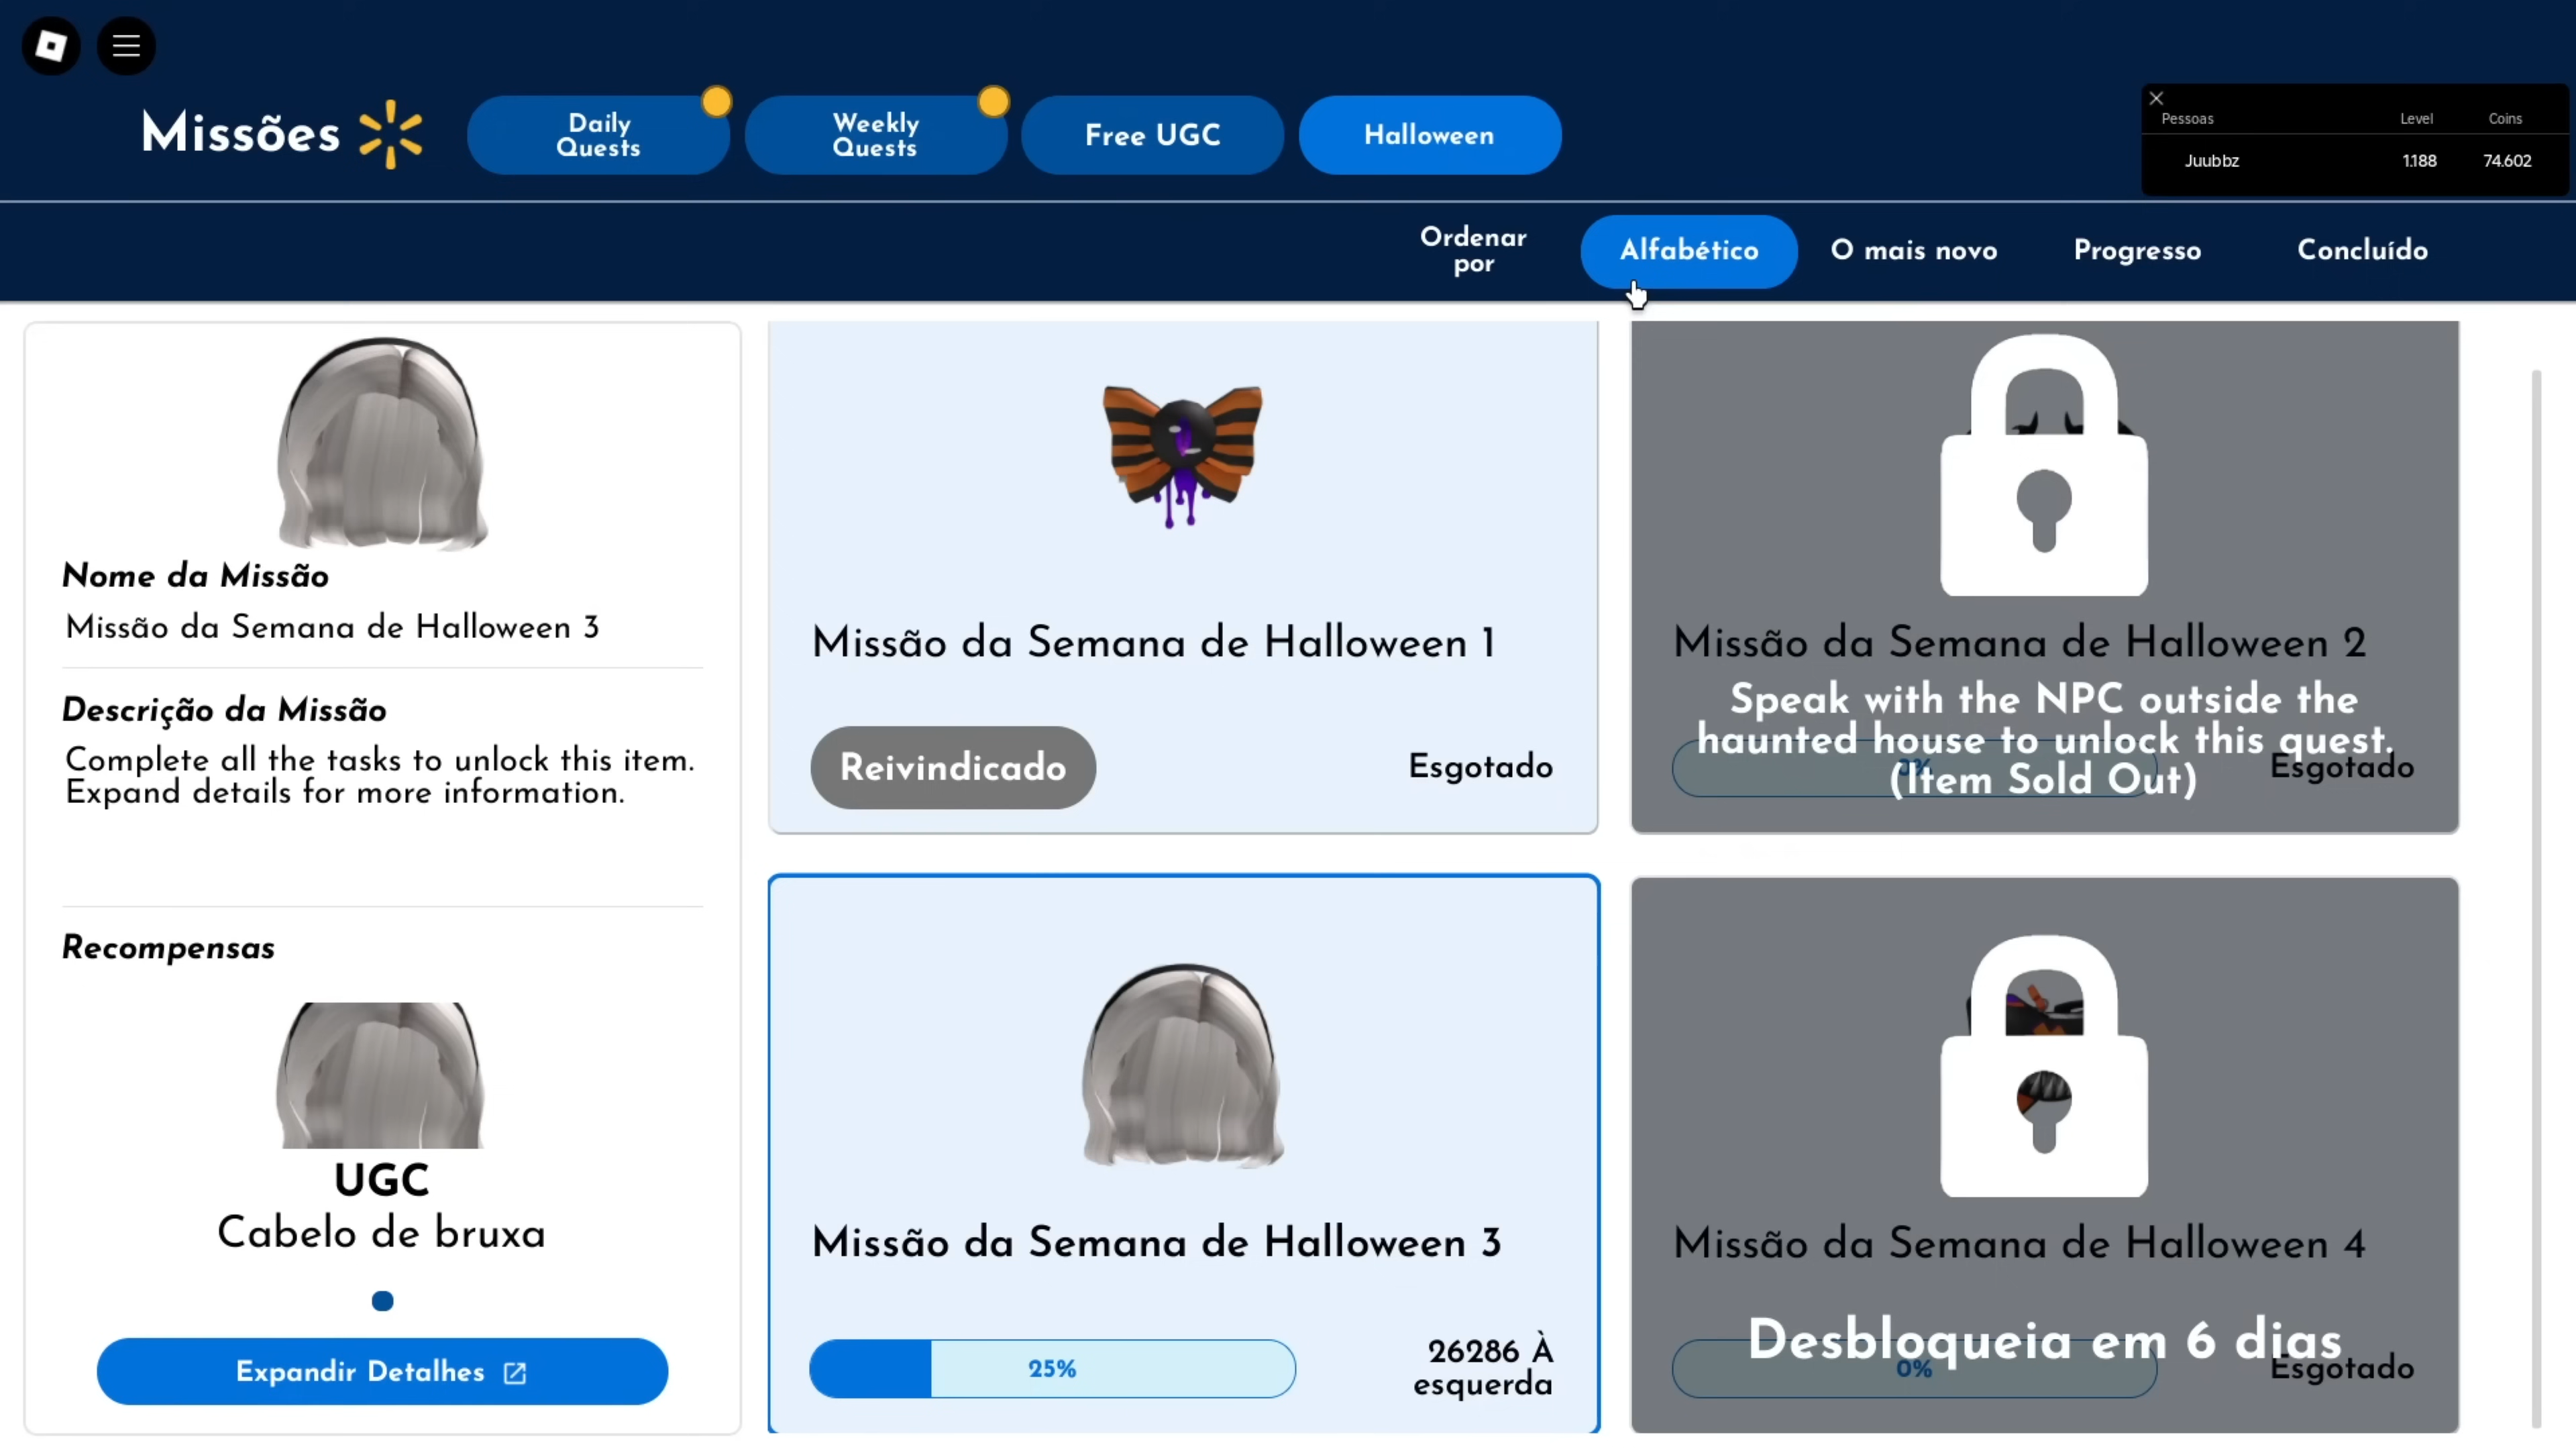 Missões
Daily
Quests
Weekly
Quests
Free UGC
Halloween
Pessoas Level Coins
Juubbz 1.188 74.602
Ordenar
por
Alfabético
O mais novo
Progresso
Concluído
Nome da Missão
Missão da Semana de Halloween 3
Descrição da Missão
Complete all the tasks to unlock this item.
Expand details for more information.
Recompensas
UGC
Cabelo de bruxa
Expandir Detalhes
Missão da Semana de Halloween 1
Reivindicado
Esgotado
Missão da Semana de Halloween 2
Speak with the NPC outside the
haunted house to unlock this quest.
(Item Sold Out)
0%
Esgotado
Missão da Semana de Halloween 3
25%
26286 À
esquerda
Missão da Semana de Halloween 4
Desbloqueia em 6 dias
0%
Esgotado